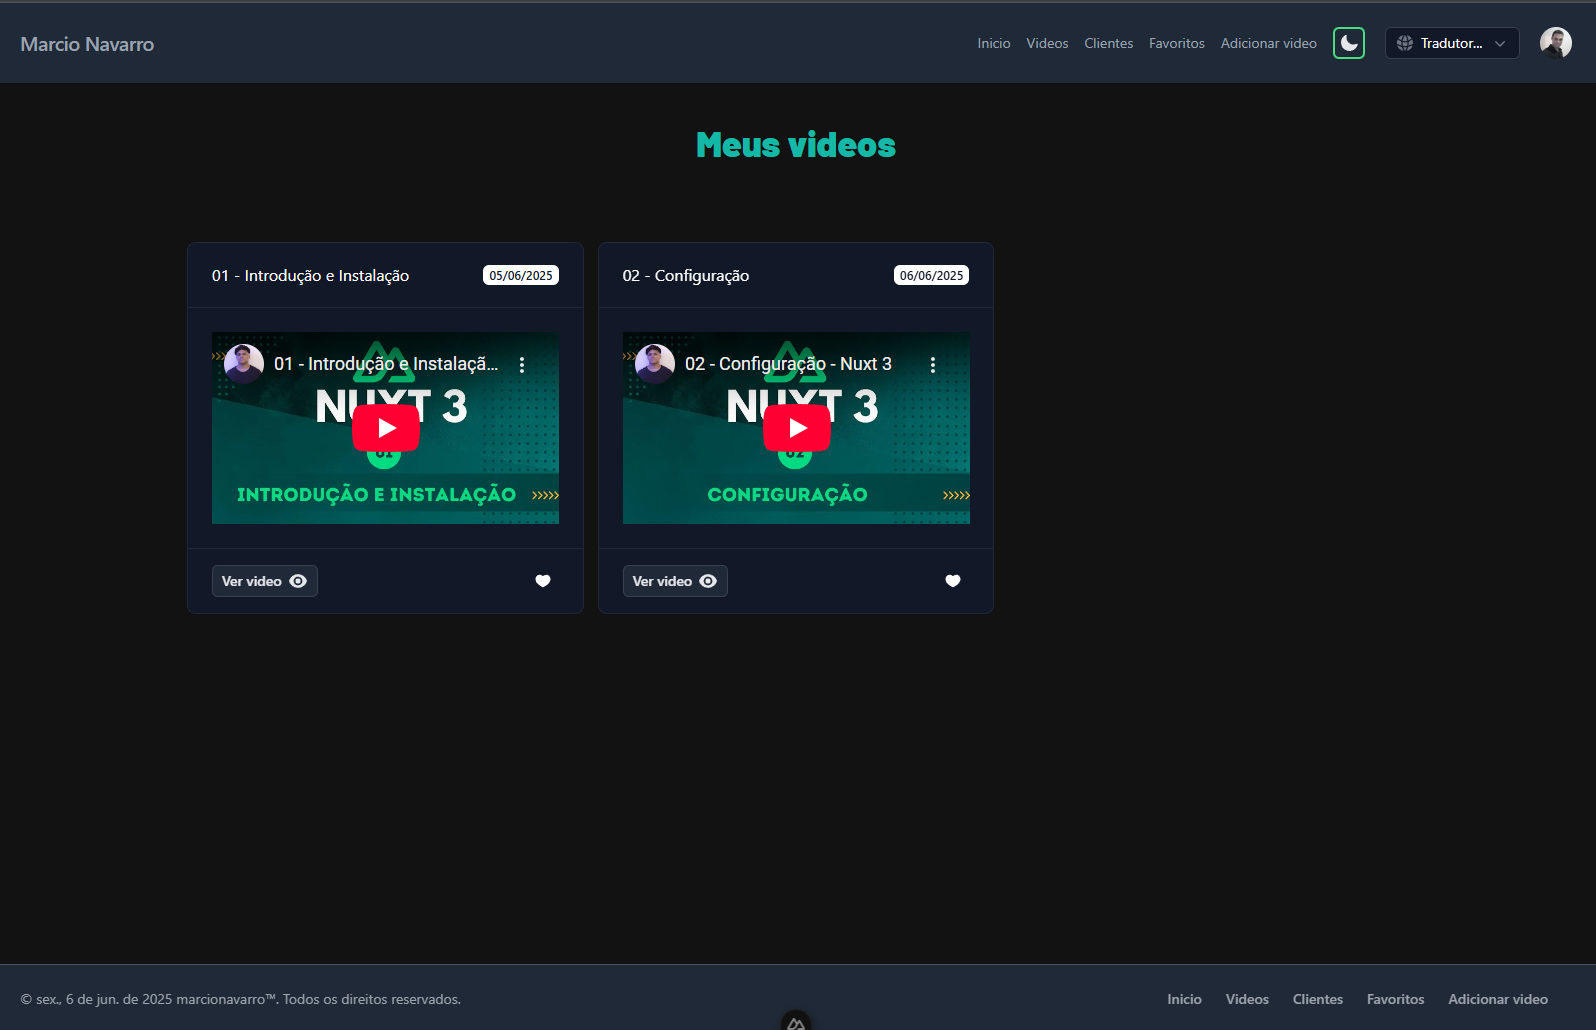 Marcio Navarro
Inicio Videos Clientes Favoritos Adicionar video Tradutor...
Meus videos
01 - Introdução e Instalação 05/06/2025
01 - Introdução e Instalaçã...
NUXT 3
01
INTRODUÇÃO E INSTALAÇÃO >>>>>
Ver video
02 - Configuração 06/06/2025
02 - Configuração - Nuxt 3
NUXT 3
02
CONFIGURAÇÃO >>>>>
Ver video
© sex., 6 de jun. de 2025 marcionavarro™. Todos os direitos reservados.
Inicio Videos Clientes Favoritos Adicionar video